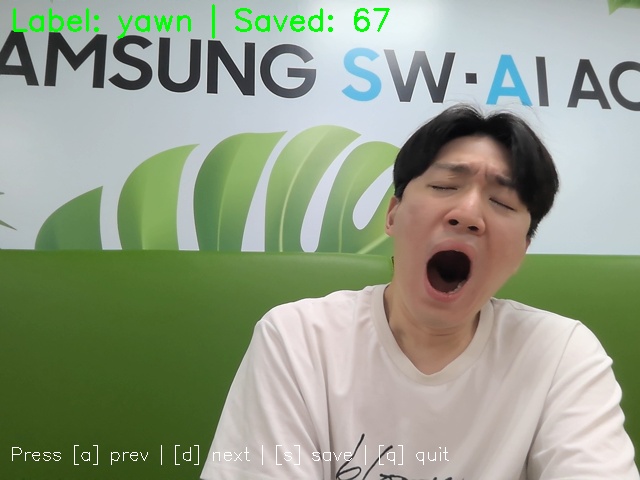 Label: yawn | Saved: 67
AMSUNG SW·AI AC
Press [a] prev | [d] next | [s] save | [q] quit